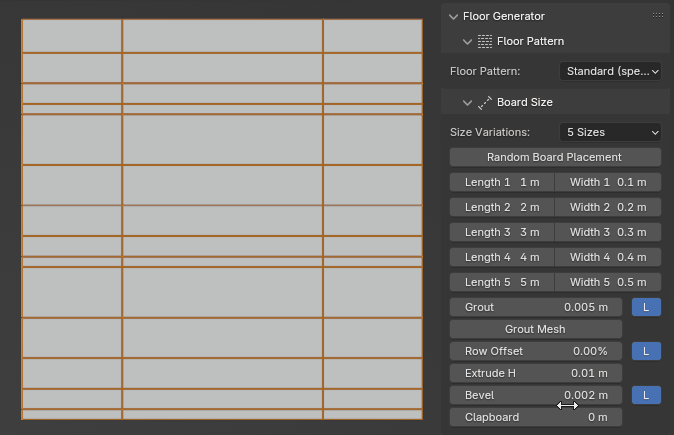 Floor Generator
Floor Pattern
Floor Pattern: Standard (spe...
Board Size
Size Variations: 5 Sizes
Random Board Placement
Length 1 1 m Width 1 0.1 m
Length 2 2 m Width 2 0.2 m
Length 3 3 m Width 3 0.3 m
Length 4 4 m Width 4 0.4 m
Length 5 5 m Width 5 0.5 m
Grout 0.005 m L
Grout Mesh
Row Offset 0.00% L
Extrude H 0.01 m
Bevel 0.002 m L
Clapboard 0 m